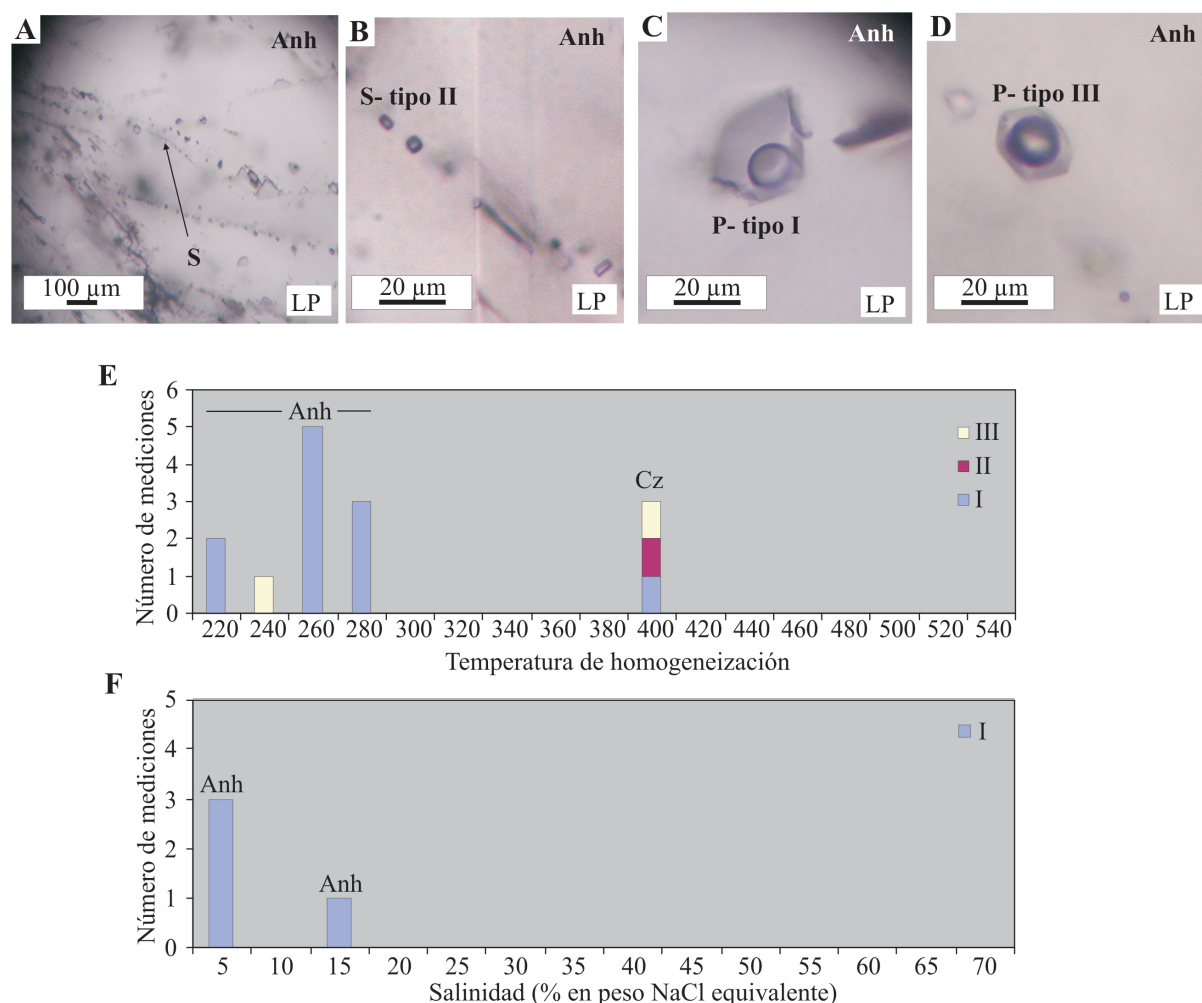 A
Anh
S
100 µm
LP
B
Anh
S- tipo II
20 µm
LP
C
Anh
P- tipo I
20 µm
LP
D
Anh
P- tipo III
20 µm
LP
E
Número de mediciones
6
5
4
3
2
1
0
Anh
Cz
III
II
I
220 240 260 280 300 320 340 360 380 400 420 440 460 480 500 520 540
Temperatura de homogeneización
F
Número de mediciones
5
4
3
2
1
0
Anh
Anh
I
5 10 15 20 25 30 35 40 45 50 55 60 65 70
Salinidad (% en peso NaCl equivalente)